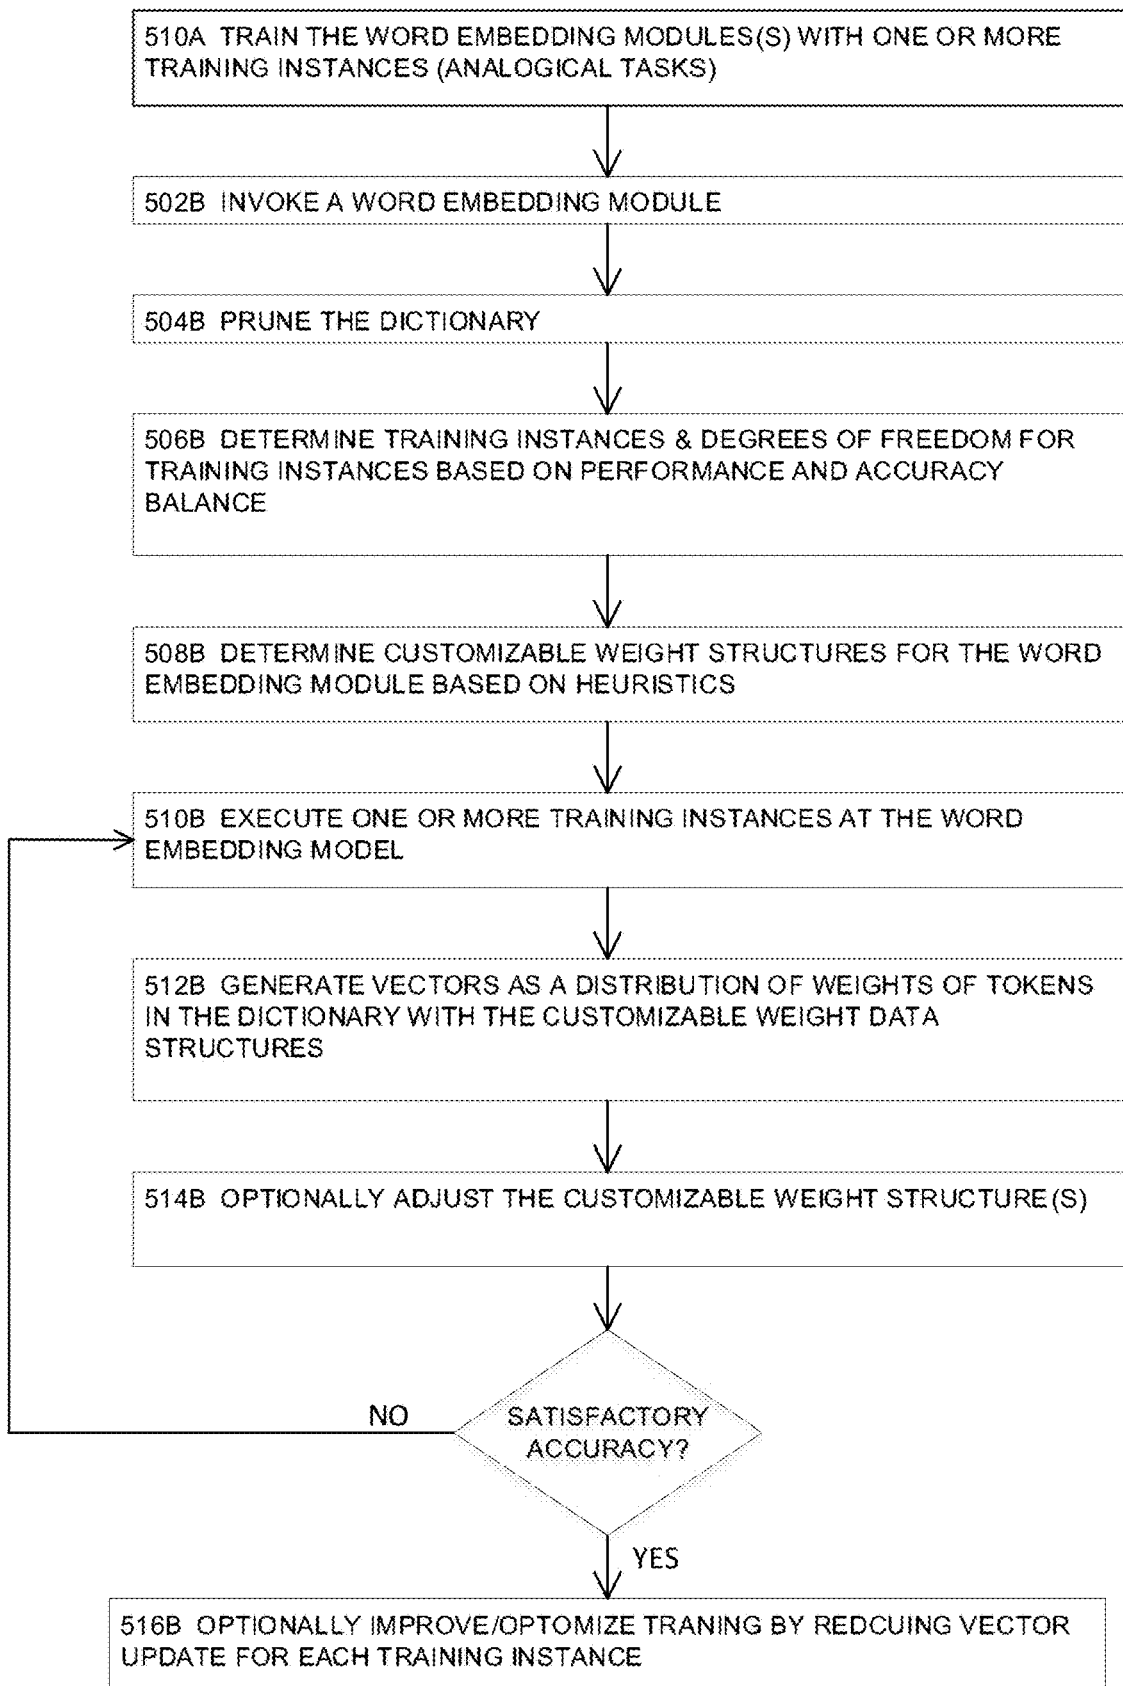 510A TRAIN THE WORD EMBEDDING MODULES(S) WITH ONE OR MORE
TRAINING INSTANCES (ANALOGICAL TASKS)
502B INVOKE A WORD EMBEDDING MODULE
504B PRUNE THE DICTIONARY
506B DETERMINE TRAINING INSTANCES & DEGREES OF FREEDOM FOR
TRAINING INSTANCES BASED ON PERFORMANCE AND ACCURACY
BALANCE
508B DETERMINE CUSTOMIZABLE WEIGHT STRUCTURES FOR THE WORD
EMBEDDING MODULE BASED ON HEURISTICS
510B EXECUTE ONE OR MORE TRAINING INSTANCES AT THE WORD
EMBEDDING MODEL
512B GENERATE VECTORS AS A DISTRIBUTION OF WEIGHTS OF TOKENS
IN THE DICTIONARY WITH THE CUSTOMIZABLE WEIGHT DATA
STRUCTURES
514B OPTIONALLY ADJUST THE CUSTOMIZABLE WEIGHT STRUCTURE(S)
NO
SATISFACTORY
ACCURACY?
YES
516B OPTIONALLY IMPROVE/OPTOMIZE TRANING BY REDCUING VECTOR
UPDATE FOR EACH TRAINING INSTANCE